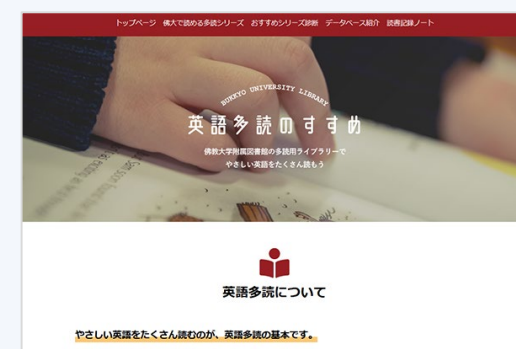 トップページ 佛大で読める多読シリーズ おすすめシリーズ診断 データベース紹介 読書記録ノート
BUKKYO UNIVERSITY LIBRARY
英語多読のすすめ
佛教大学附属図書館の多読用ライブラリーで
やさしい英語をたくさん読もう
英語多読について
やさしい英語をたくさん読むのが、英語多読の基本です。